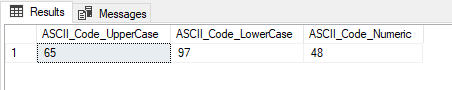 Results Messages
ASCII_Code_UpperCase ASCII_Code_LowerCase ASCII_Code_Numeric
1 65 97 48